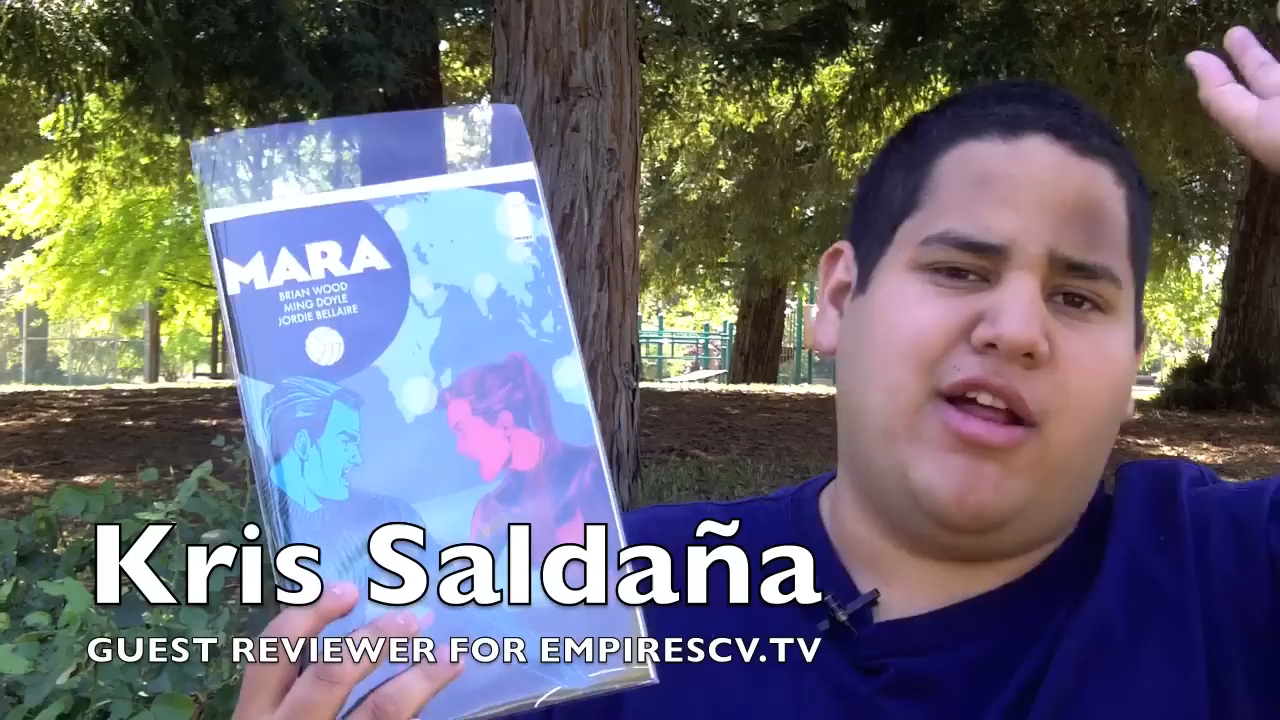 MARA
BRIAN WOOD
MING DOYLE
JORDIE BELLAIRE
Kris Saldaña
GUEST REVIEWER FOR EMPIRESCV.TV